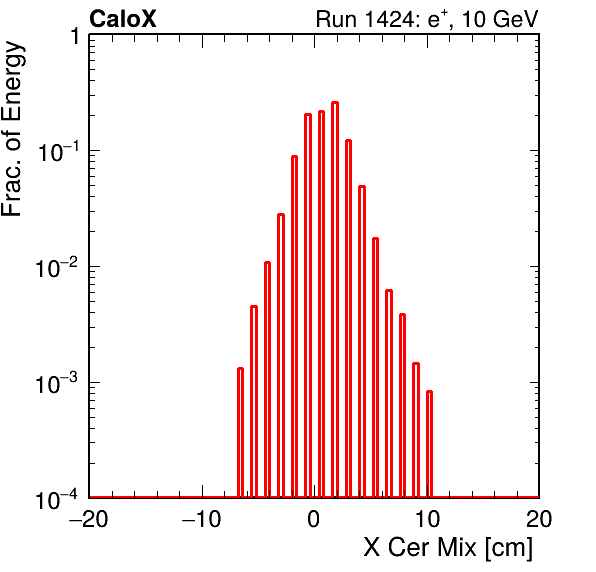 CaloX Run 1424: e⁺, 10 GeV
Frac. of Energy
1
10⁻¹
10⁻²
10⁻³
10⁻⁴
−20 −10 0 10 20
X Cer Mix [cm]